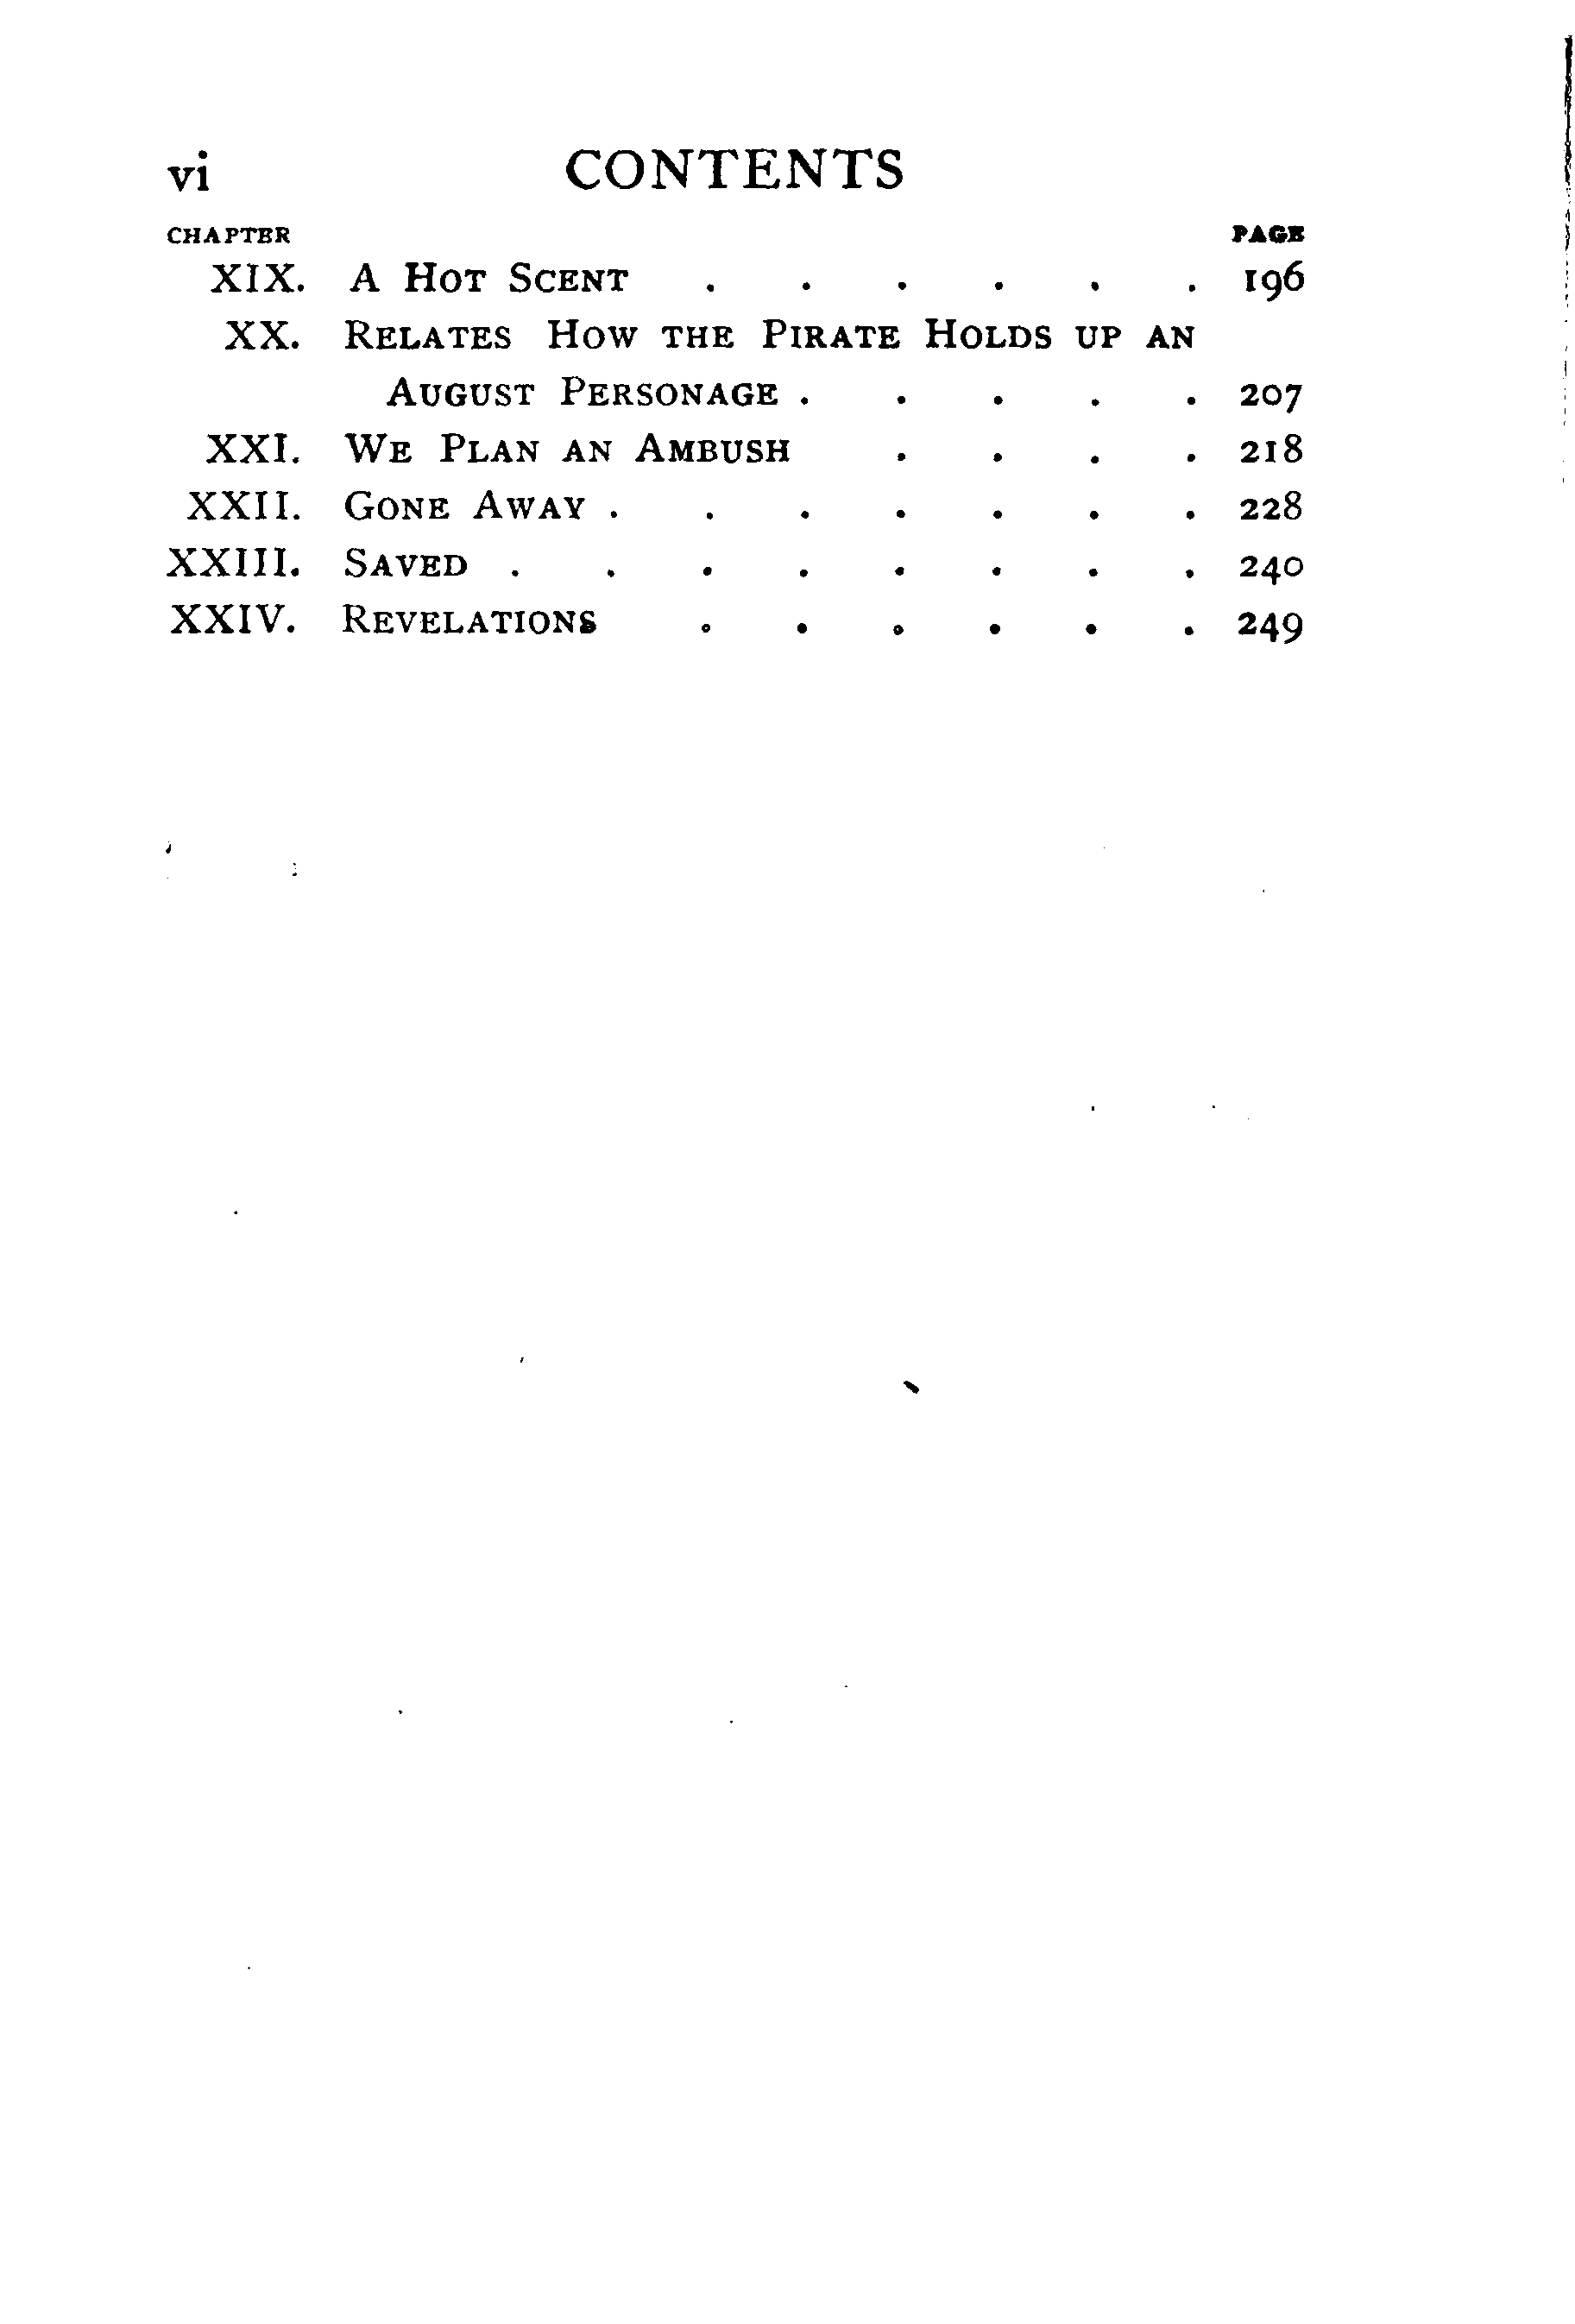 vi CONTENTS
CHAPTER PAGE
XIX. A HOT SCENT . . . . . . 196
XX. RELATES HOW THE PIRATE HOLDS UP AN
AUGUST PERSONAGE . . . . . 207
XXI. WE PLAN AN AMBUSH . . . . 218
XXII. GONE AWAY . . . . . . . 228
XXIII. SAVED . . . . . . . . 240
XXIV. REVELATIONS . . . . . . 249